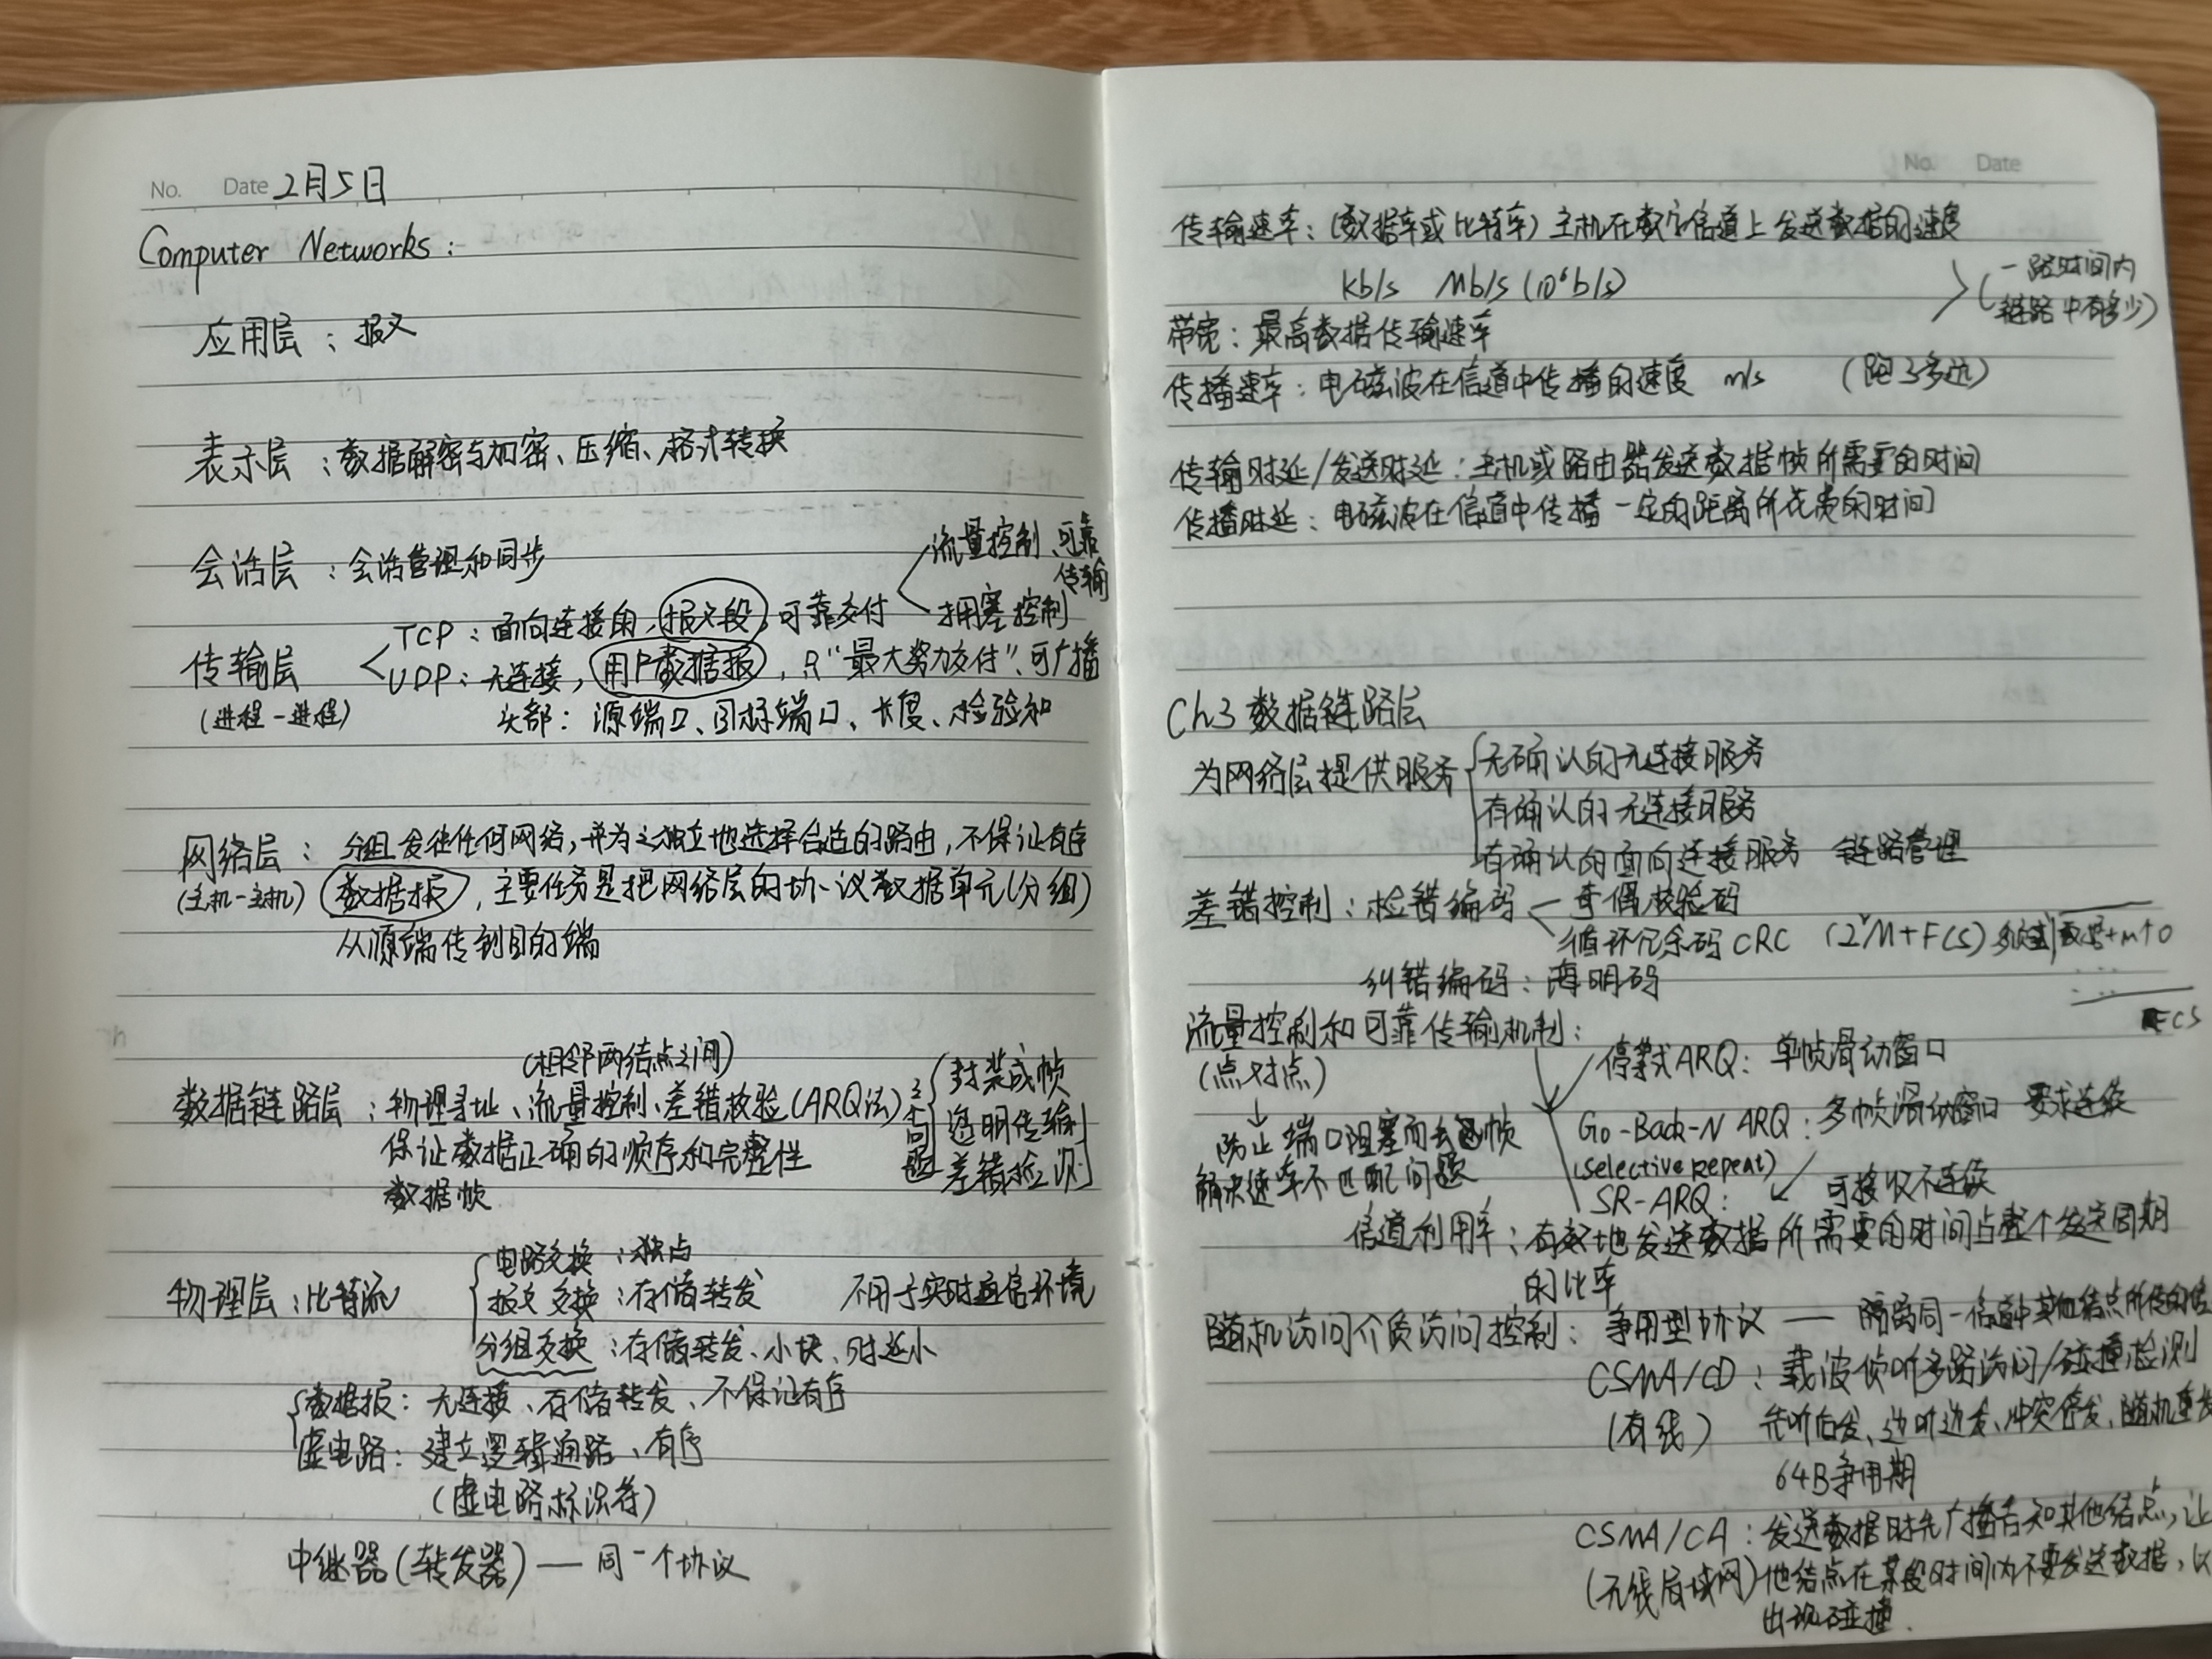 No. Date 2月5日
Computer Networks:
应用层：报文
表示层：数据解密与加密、压缩、格式转换
会话层：会话管理和同步
流量控制、可靠传输
拥塞控制
传输层
(进程-进程)
TCP：面向连接的，报文段，可靠交付
UDP：无连接，用户数据报，只“最大努力交付”、可广播
头部：源端口、目标端口、长度、检验和
网络层：分组发往任何网络，并为之独立地选择合适的路由，不保证有序
(主机-主机) 数据报，主要任务是把网络层的协议数据单元(分组)
从源端传到目的端
(相邻两结点之间)
数据链路层：物理寻址、流量控制、差错校验(ARQ法)
保证数据正确的顺序和完整性
数据帧
三个问题
封装成帧
透明传输
差错检测
物理层：比特流
电路交换：独占
报文交换：存储转发 不用于实时通信环境
分组交换：存储转发、小块、时延小
数据报：无连接、存储转发、不保证有序
虚电路：建立逻辑通路、有序
(虚电路标识符)
中继器(转发器)——同一个协议
No. Date
传输速率：(数据率或比特率) 主机在数字信道上发送数据的速度
kb/s Mb/s (10⁶b/s)
(一段时间内
链路中有多少)
带宽：最高数据传输速率
传播速率：电磁波在信道中传播的速度 m/s (跑了多远)
传输时延/发送时延：主机或路由器发送数据帧所需要的时间
传播时延：电磁波在信道中传播一定的距离所花费的时间
Ch3 数据链路层
为网络层提供服务
无确认的无连接服务
有确认的无连接服务
有确认的面向连接服务 链路管理
差错控制：检错编码
奇偶校验码
循环冗余码CRC (2ʳM+FCS) 多项式
FCS
纠错编码：海明码
流量控制和可靠传输机制：
(点对点)
防止端口阻塞而丢帧
解决速率不匹配问题
停等式ARQ：单帧滑动窗口
Go-Back-N ARQ：多帧滑动窗口 要求连续
(selective repeat)
SR-ARQ： 可接收不连续
信道利用率：有效地发送数据所需要的时间占整个发送周期
的比率
随机访问介质访问控制：争用型协议——隔离同一信道中其他结点所传的信
CSMA/CD：载波侦听多路访问/碰撞检测
(有线) 先听后发、边听边发、冲突停发、随机重发
64B争用期
CSMA/CA：发送数据时先广播告知其他结点，让
(无线局域网) 他结点在某段时间内不要发送数据，以
出现碰撞.